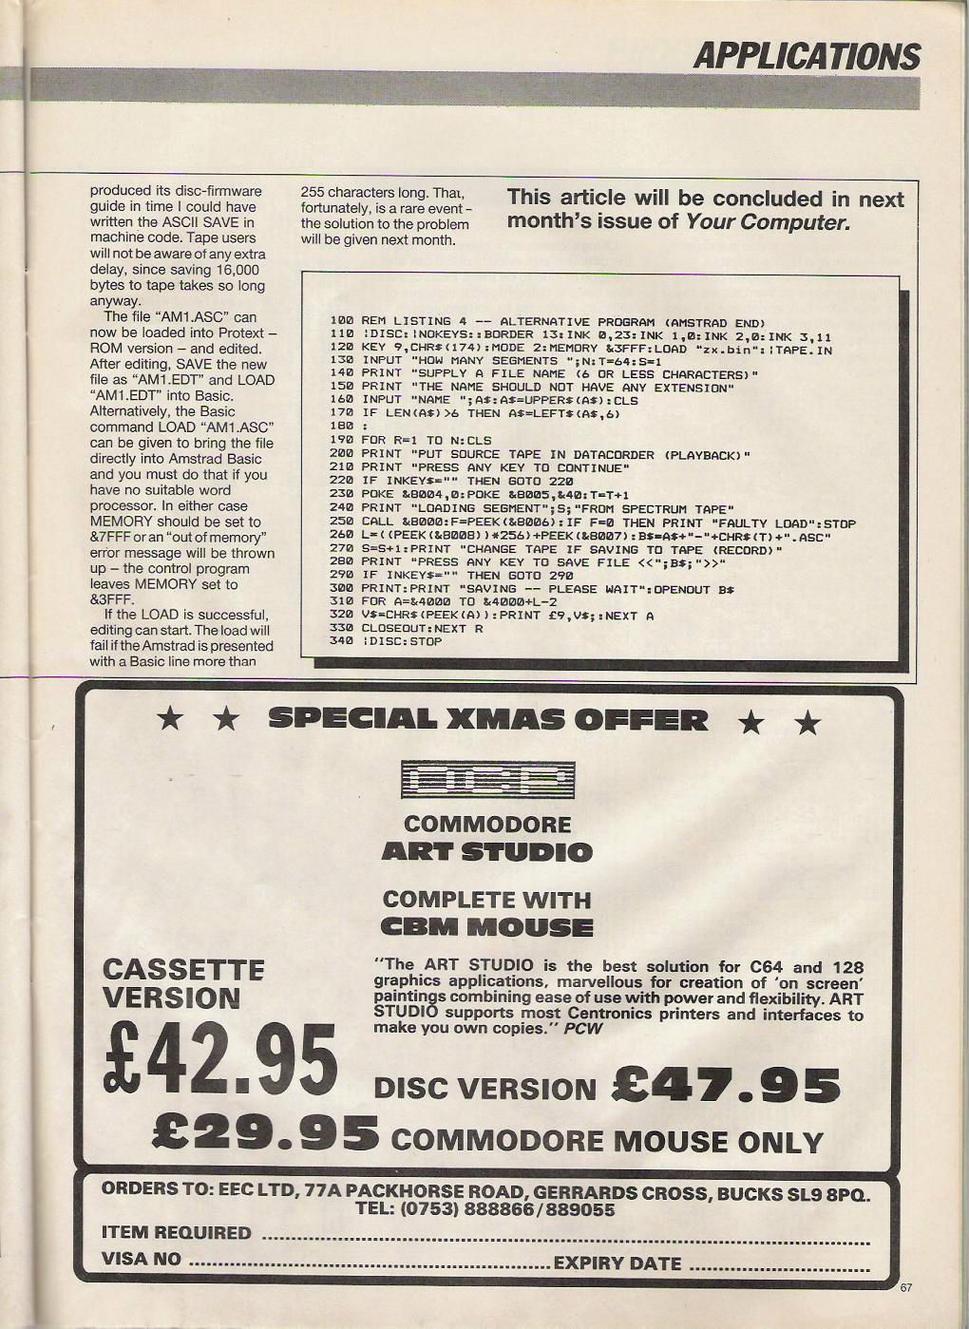 APPLICATIONS
produced its disc-firmware
guide in time I could have
written the ASCII SAVE in
machine code. Tape users
will not be aware of any extra
delay, since saving 16,000
bytes to tape takes so long
anyway.
The file “AM1.ASC” can
now be loaded into Protext –
ROM version – and edited.
After editing, SAVE the new
file as “AM1.EDT” and LOAD
“AM1.EDT” into Basic.
Alternatively, the Basic
command LOAD “AM1.ASC”
can be given to bring the file
directly into Amstrad Basic
and you must do that if you
have no suitable word
processor. In either case
MEMORY should be set to
&7FFF or an “out of memory”
error message will be thrown
up – the control program
leaves MEMORY set to
&3FFF.
If the LOAD is successful,
editing can start. The load will
fail if the Amstrad is presented
with a Basic line more than
255 characters long. That,
fortunately, is a rare event –
the solution to the problem
will be given next month.
This article will be concluded in next
month's issue of Your Computer.
100 REM LISTING 4 -- ALTERNATIVE PROGRAM (AMSTRAD END)
110 |DISC:|NOKEYS::BORDER 13:INK 0,23:INK 1,0:INK 2,0:INK 3,11
120 KEY 9,CHR$(174):MODE 2:MEMORY &3FFF:LOAD "zx.bin":|TAPE.IN
130 INPUT "HOW MANY SEGMENTS ";N:T=64:S=1
140 PRINT "SUPPLY A FILE NAME (6 OR LESS CHARACTERS)"
150 PRINT "THE NAME SHOULD NOT HAVE ANY EXTENSION"
160 INPUT "NAME ";A$:A$=UPPER$(A$):CLS
170 IF LEN(A$)>6 THEN A$=LEFT$(A$,6)
180 :
190 FOR R=1 TO N:CLS
200 PRINT "PUT SOURCE TAPE IN DATACORDER (PLAYBACK)"
210 PRINT "PRESS ANY KEY TO CONTINUE"
220 IF INKEY$="" THEN GOTO 220
230 POKE &8004,0:POKE &8005,&40:T=T+1
240 PRINT "LOADING SEGMENT";S;"FROM SPECTRUM TAPE"
250 CALL &8000:F=PEEK(&8006):IF F=0 THEN PRINT "FAULTY LOAD":STOP
260 L=((PEEK(&8008))*256)+PEEK(&8007):B$=A$+"-"+CHR$(T)+".ASC"
270 S=S+1:PRINT "CHANGE TAPE IF SAVING TO TAPE (RECORD)"
280 PRINT "PRESS ANY KEY TO SAVE FILE <<";B$;">>"
290 IF INKEY$="" THEN GOTO 290
300 PRINT:PRINT "SAVING -- PLEASE WAIT":OPENOUT B$
310 FOR A=&4000 TO &4000+L-2
320 V$=CHR$(PEEK(A)):PRINT £9,V$;:NEXT A
330 CLOSEOUT:NEXT R
340 |DISC:STOP
★ ★ SPECIAL XMAS OFFER ★ ★
OCP
COMMODORE
ART STUDIO
COMPLETE WITH
CBM MOUSE
CASSETTE
VERSION
£42.95
"The ART STUDIO is the best solution for C64 and 128
graphics applications, marvellous for creation of 'on screen'
paintings combining ease of use with power and flexibility. ART
STUDIO supports most Centronics printers and interfaces to
make you own copies." PCW
DISC VERSION £47.95
£29.95 COMMODORE MOUSE ONLY
ORDERS TO: EEC LTD, 77A PACKHORSE ROAD, GERRARDS CROSS, BUCKS SL9 8PQ.
TEL: (0753) 888866/889055
ITEM REQUIRED ..........
VISA NO .......... EXPIRY DATE ..........
67